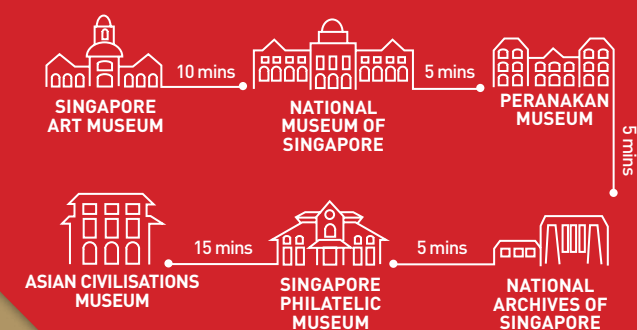 10 mins
5 mins
SINGAPORE
ART MUSEUM
NATIONAL
MUSEUM OF
SINGAPORE
PERANAKAN
MUSEUM
5 mins
15 mins
5 mins
ASIAN CIVILISATIONS
MUSEUM
SINGAPORE
PHILATELIC
MUSEUM
NATIONAL
ARCHIVES OF
SINGAPORE